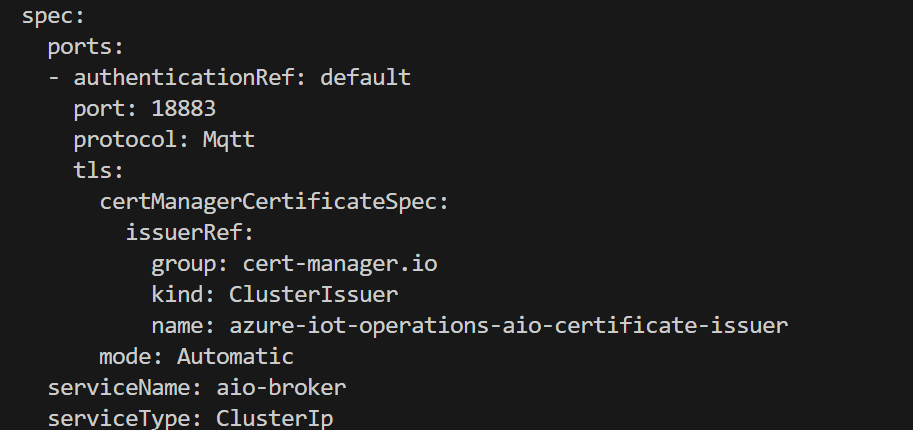 spec:
  ports:
  - authenticationRef: default
    port: 18883
    protocol: Mqtt
    tls:
      certManagerCertificateSpec:
        issuerRef:
          group: cert-manager.io
          kind: ClusterIssuer
          name: azure-iot-operations-aio-certificate-issuer
      mode: Automatic
  serviceName: aio-broker
  serviceType: ClusterIp